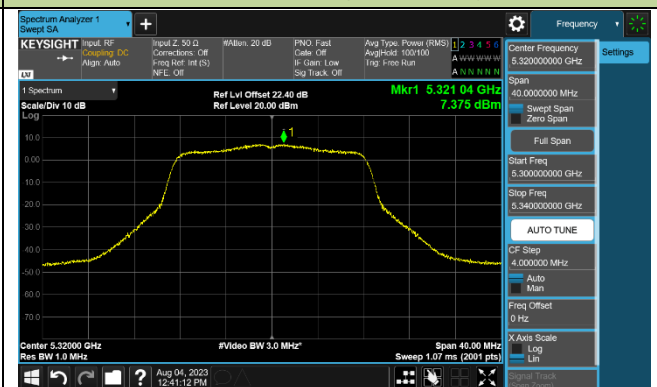 Spectrum Analyzer 1
Swept SA
Frequency
KEYSIGHT
Input: RF
Coupling: DC
Align: Auto
Input Z: 50 Ω
Corrections: Off
Freq Ref: Int (S)
NFE: Off
#Atten: 20 dB
PNO: Fast
Gate: Off
IF Gain: Low
Sig Track: Off
Avg Type: Power (RMS)
Avg|Hold: 100/100
Trig: Free Run
1 2 3 4 5 6
A W W W W W
A N N N N N
LXI
1 Spectrum
Scale/Div 10 dB
Log
Ref Lvl Offset 22.40 dB
Ref Level 20.00 dBm
Mkr1 5.321 04 GHz
7.375 dBm
1
10.0
0.00
-10.0
-20.0
-30.0
-40.0
-50.0
-60.0
-70.0
Center 5.32000 GHz
Res BW 1.0 MHz
#Video BW 3.0 MHz*
Span 40.00 MHz
Sweep 1.07 ms (2001 pts)
Aug 04, 2023
12:41:12 PM
Center Frequency
5.320000000 GHz
Settings
Span
40.0000000 MHz
Swept Span
Zero Span
Full Span
Start Freq
5.300000000 GHz
Stop Freq
5.340000000 GHz
AUTO TUNE
CF Step
4.000000 MHz
Auto
Man
Freq Offset
0 Hz
X Axis Scale
Log
Lin
Signal Track
(Span Zoom)